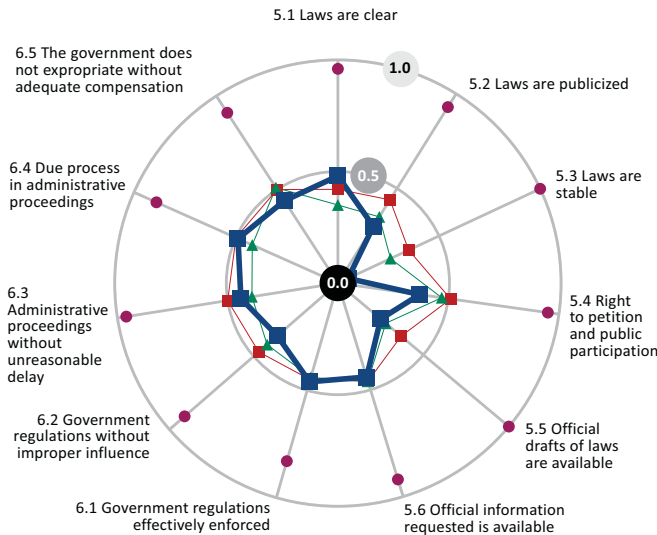 5.1 Laws are clear
1.0
5.2 Laws are publicized
5.3 Laws are
stable
5.4 Right
to petition
and public
participation
5.5 Official
drafts of laws
are available
5.6 Official information
requested is available
6.1 Government regulations
effectively enforced
6.2 Government
regulations without
improper influence
6.3
Administrative
proceedings
without
unreasonable
delay
6.4 Due process
in administrative
proceedings
6.5 The government does
not expropriate without
adequate compensation
0.5
0.0